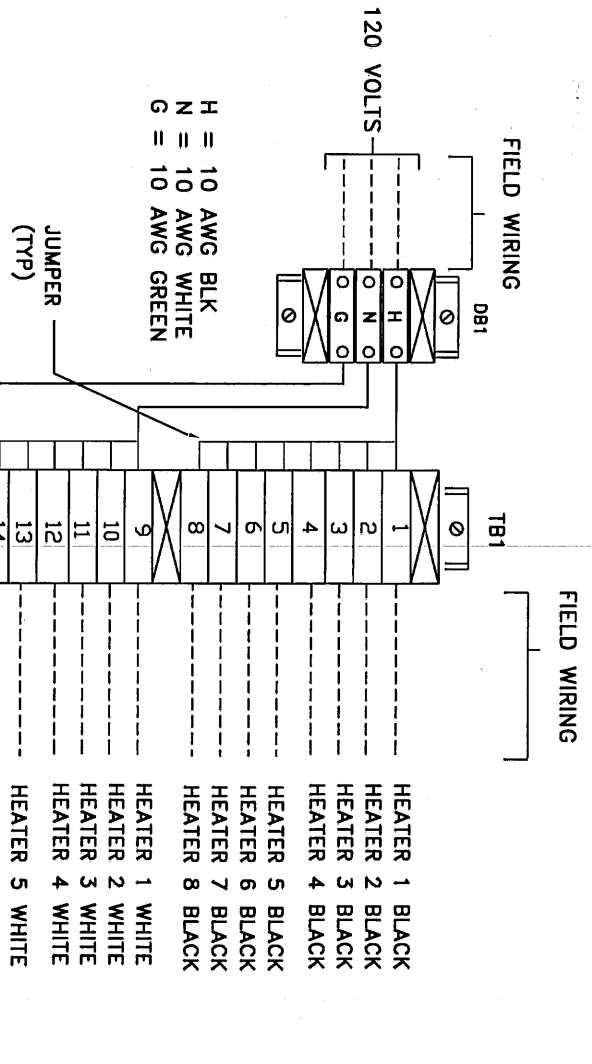 FIELD WIRING
120 VOLTS
DB1
H
N
G
H = 10 AWG BLK
N = 10 AWG WHITE
G = 10 AWG GREEN
JUMPER
(TYP)
TB1
1
2
3
4
5
6
7
8
9
10
11
12
13
FIELD WIRING
HEATER 1 BLACK
HEATER 2 BLACK
HEATER 3 BLACK
HEATER 4 BLACK
HEATER 5 BLACK
HEATER 6 BLACK
HEATER 7 BLACK
HEATER 8 BLACK
HEATER 1 WHITE
HEATER 2 WHITE
HEATER 3 WHITE
HEATER 4 WHITE
HEATER 5 WHITE